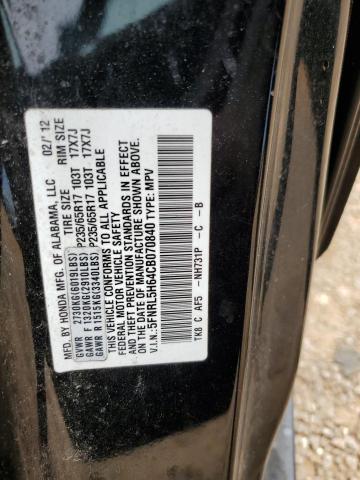 MFD. BY HONDA MFG. OF ALABAMA, LLC 02/'12
TIRE SIZE RIM SIZE
GVWR 2730KG(6019LBS)
GAWR F 1320KG(2910LBS) P235/65R17 103T 17X7J
GAWR R 1515KG(3340LBS) P235/65R17 103T 17X7J
THIS VEHICLE CONFORMS TO ALL APPLICABLE
FEDERAL MOTOR VEHICLE SAFETY
AND THEFT PREVENTION STANDARDS IN EFFECT
ON THE DATE OF MANUFACTURE SHOWN ABOVE.
V.I.N.: 5FNRL5H64CB070840 TYPE: MPV
TK8 C AF5 -NH731P -C -B